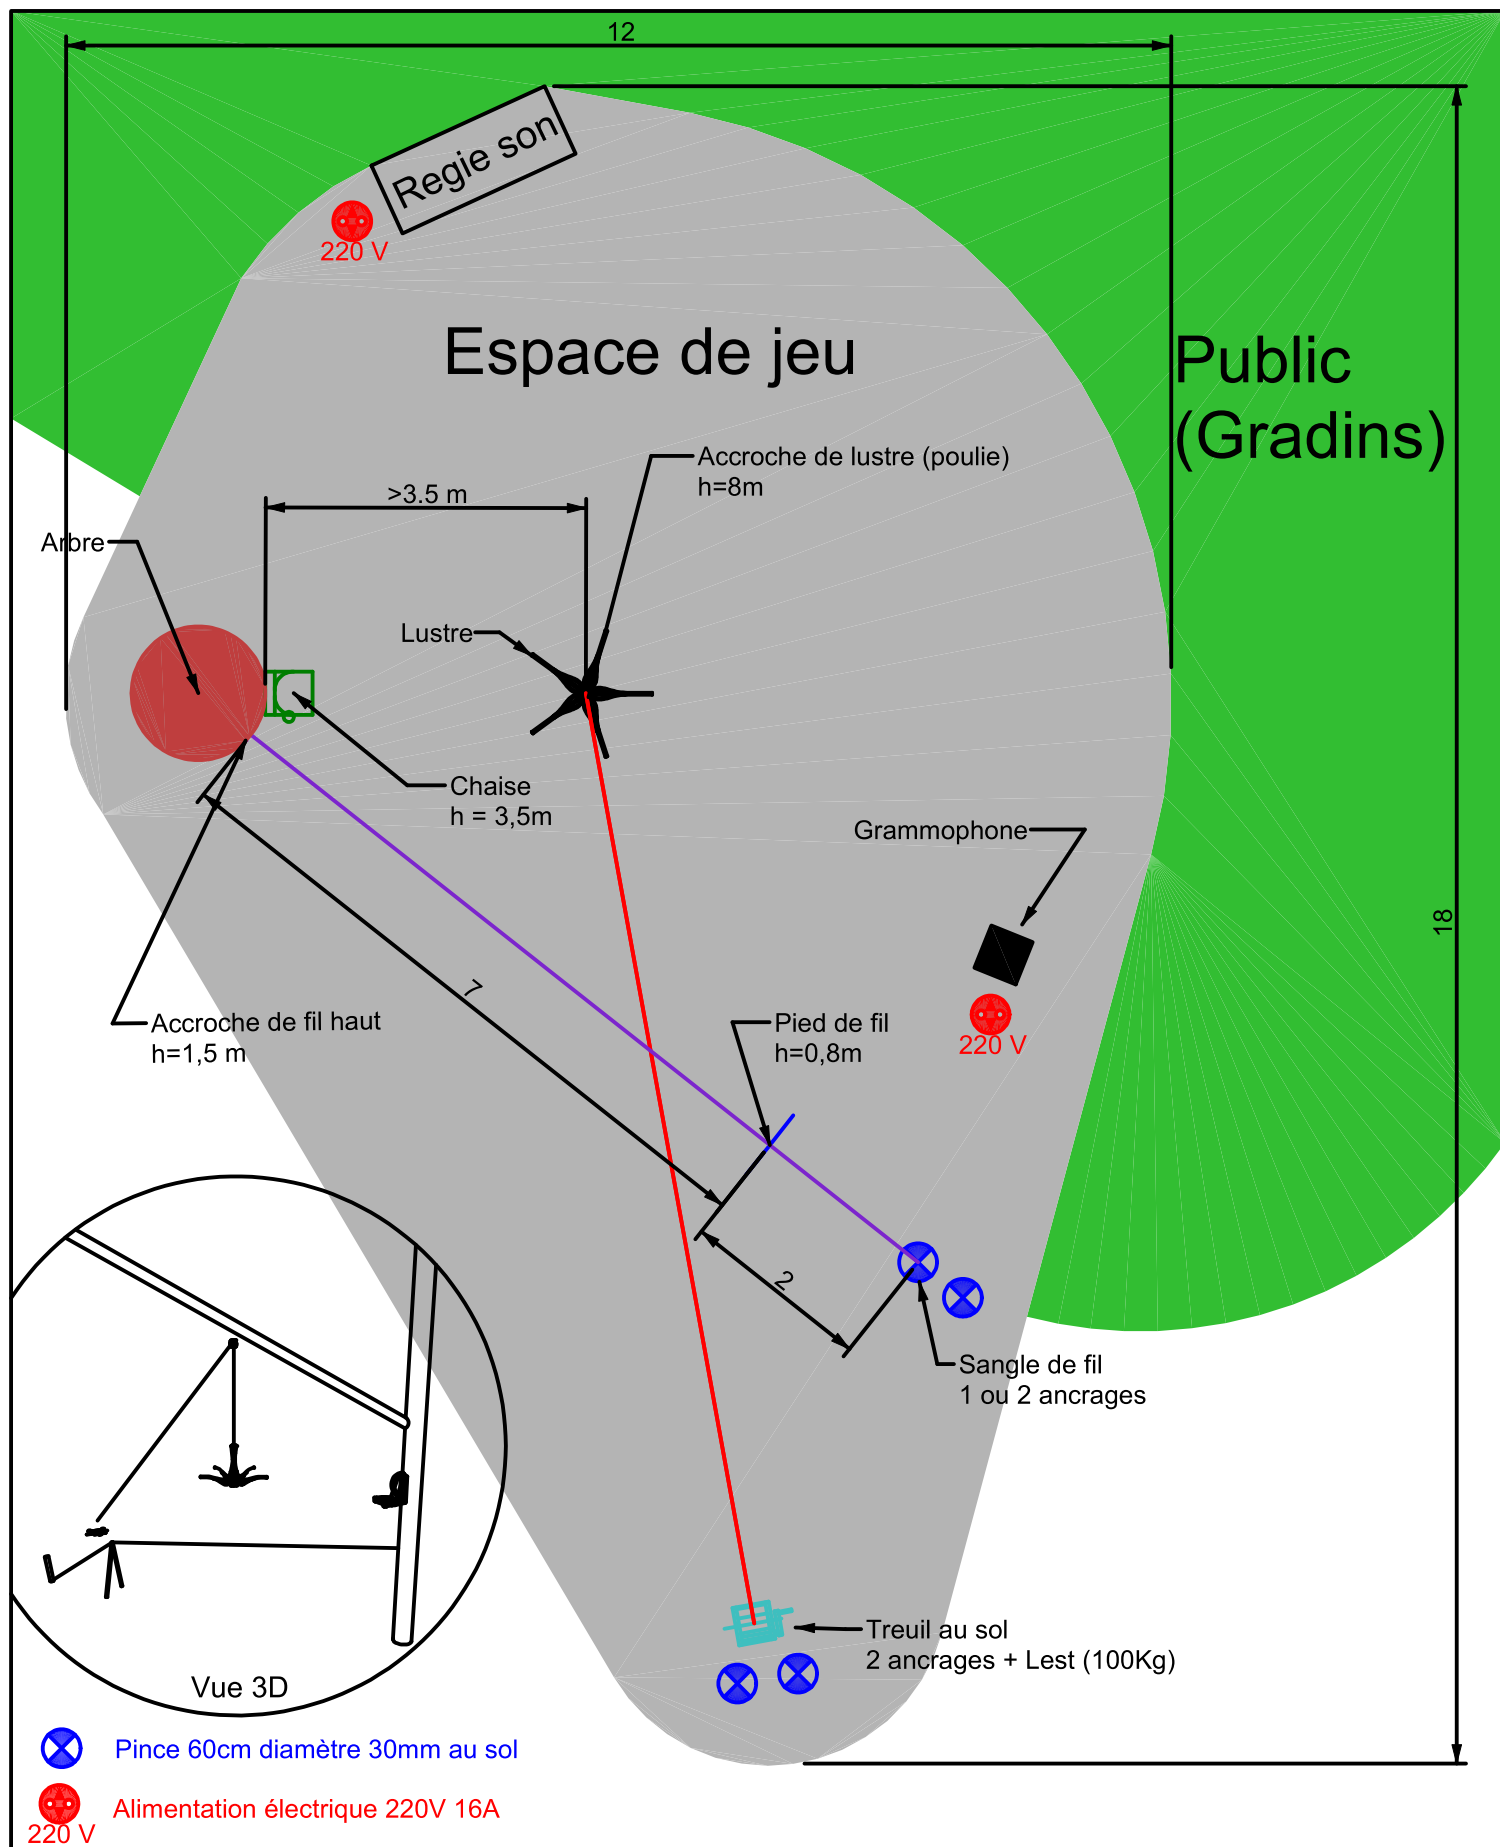 12
Regie son
220 V
Espace de jeu
Public
(Gradins)
Accroche de lustre (poulie)
h=8m
>3.5 m
Arbre
Lustre
Chaise
h = 3,5m
Grammophone
18
7
Accroche de fil haut
h=1,5 m
Pied de fil
h=0,8m
220 V
2
Sangle de fil
1 ou 2 ancrages
Treuil au sol
2 ancrages + Lest (100Kg)
Vue 3D
Pince 60cm diamètre 30mm au sol
Alimentation électrique 220V 16A
220 V